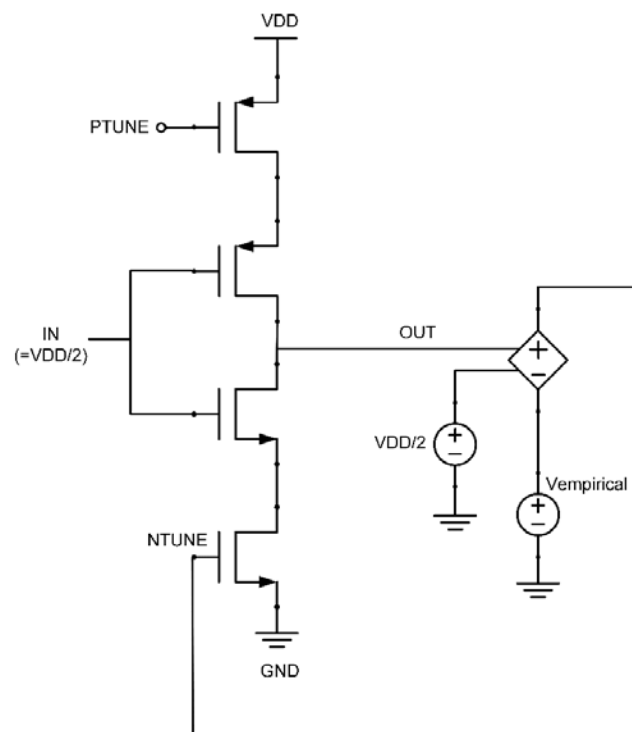 VDD
PTUNE
IN
(=VDD/2)
OUT
+
−
VDD/2
+
−
Vempirical
+
−
NTUNE
GND